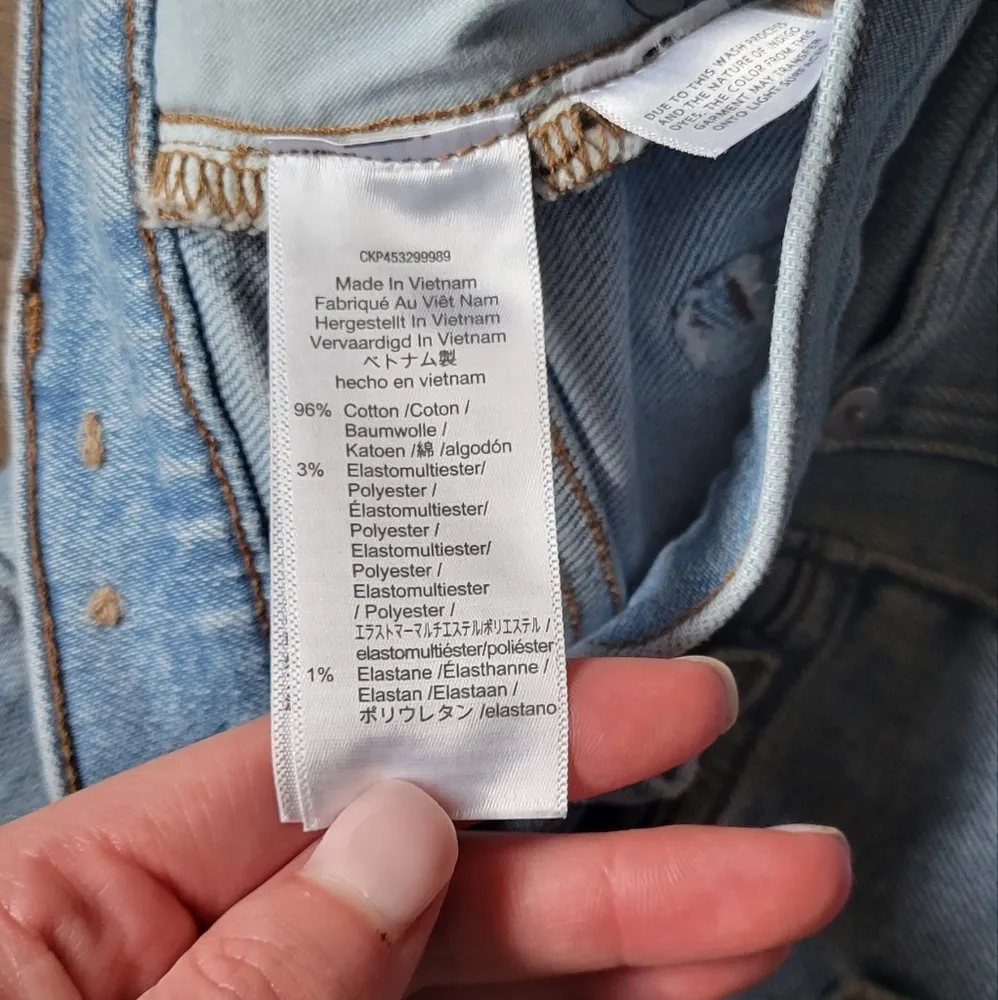 DUE TO THIS WASH PROCESS
AND THE NATURE OF INDIGO
DYES, THE COLOR FROM THIS
GARMENT MAY TRANSFER
ONTO LIGHT
CKP453299989
Made In Vietnam
Fabriqué Au Viêt Nam
Hergestellt In Vietnam
Vervaardigd In Vietnam
ベトナム製
hecho en vietnam
96% Cotton /Coton /
Baumwolle /
Katoen /綿 /algodón
3% Elastomultiester/
Polyester /
Élastomultiester/
Polyester /
Elastomultiester/
Polyester /
Elastomultiester
/ Polyester /
エラストマーマルチエステル/ポリエステル /
elastomultiéster/poliéster
1% Elastane /Élasthanne /
Elastan /Elastaan /
ポリウレタン /elastano